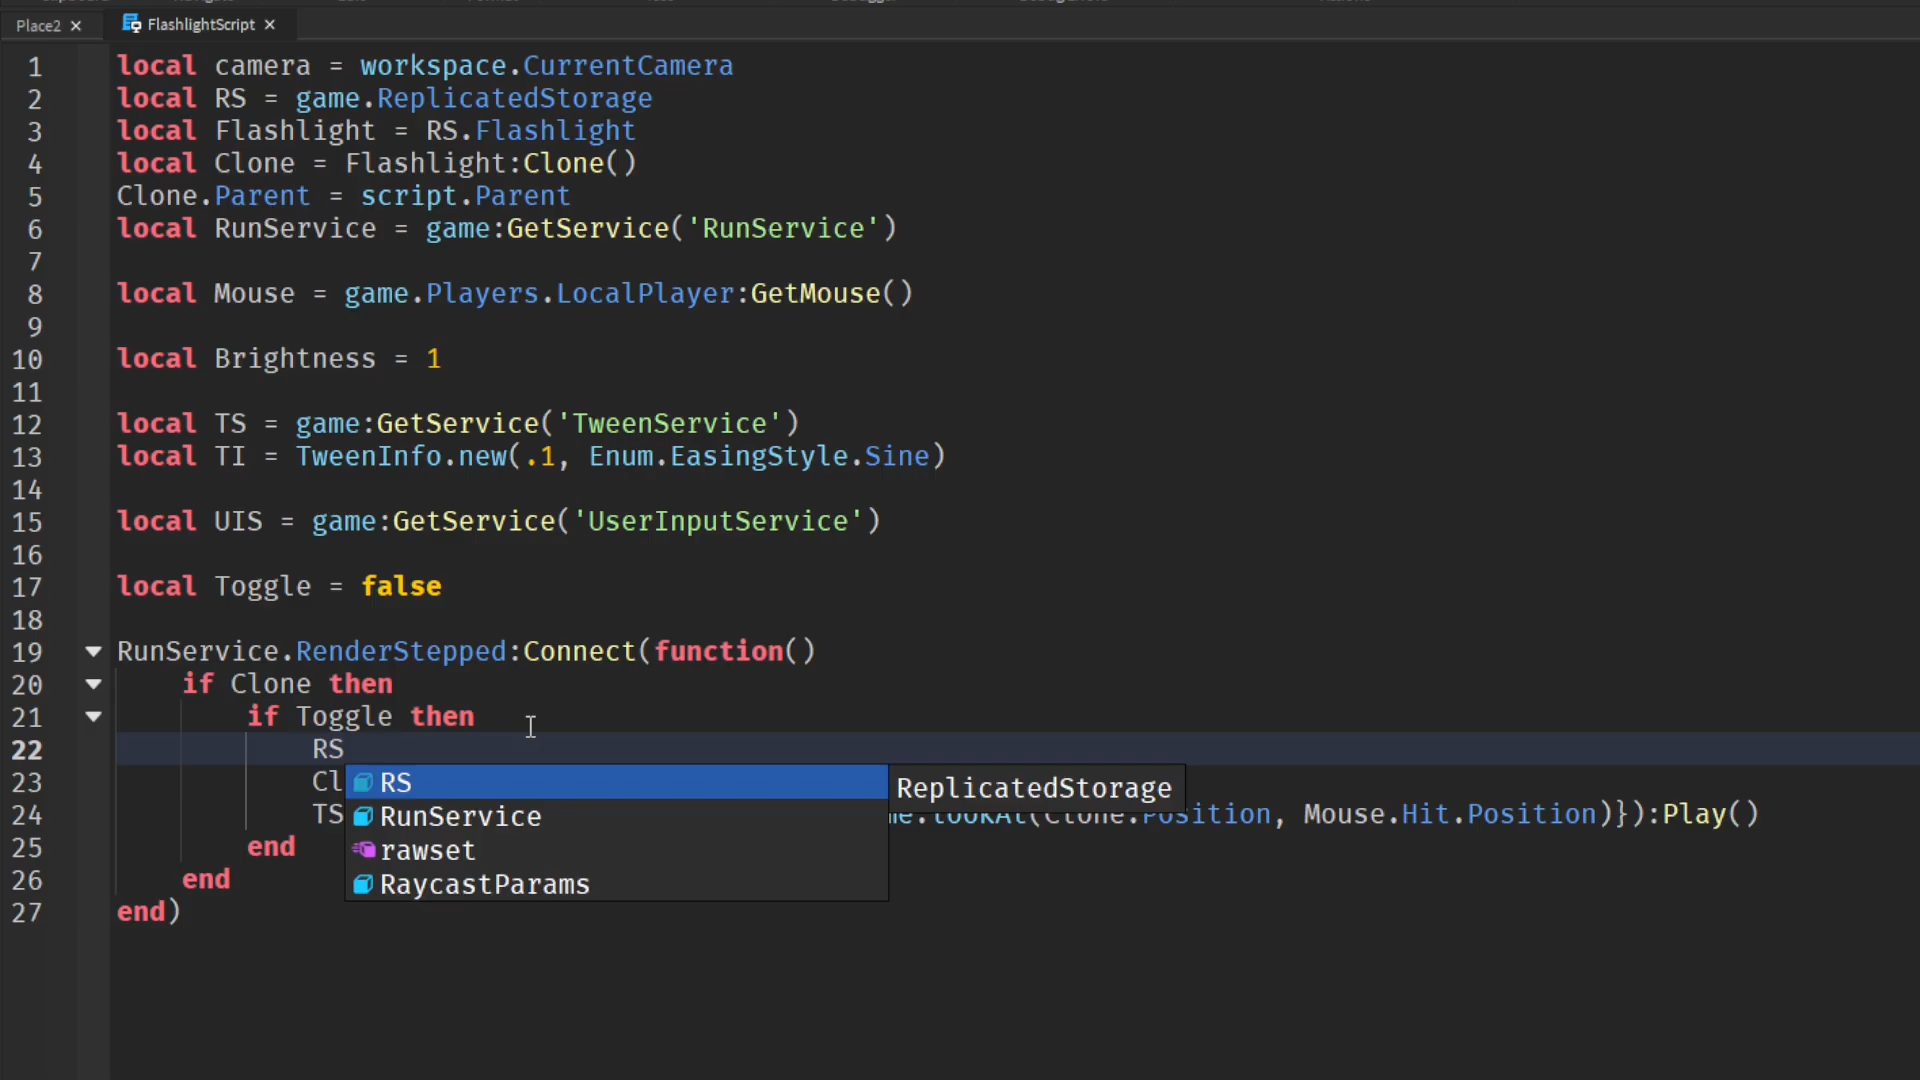 Place2
FlashlightScript
1 local camera = workspace.CurrentCamera
2 local RS = game.ReplicatedStorage
3 local Flashlight = RS.Flashlight
4 local Clone = Flashlight:Clone()
5 Clone.Parent = script.Parent
6 local RunService = game:GetService('RunService')
7
8 local Mouse = game.Players.LocalPlayer:GetMouse()
9
10 local Brightness = 1
11
12 local TS = game:GetService('TweenService')
13 local TI = TweenInfo.new(.1, Enum.EasingStyle.Sine)
14
15 local UIS = game:GetService('UserInputService')
16
17 local Toggle = false
18
19 RunService.RenderStepped:Connect(function()
20 if Clone then
21 if Toggle then
22 RS
23 Cl
24 TS .lookAt(Clone.Position, Mouse.Hit.Position)}):Play()
25 end
26 end
27 end)
RS
RunService
rawset
RaycastParams
ReplicatedStorage